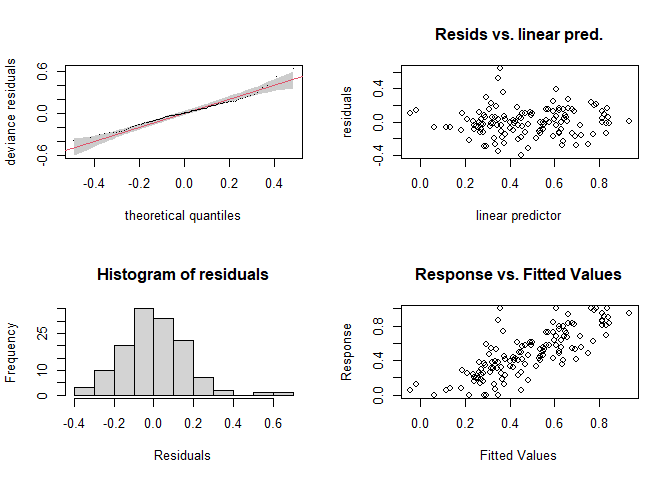 deviance residuals
-0.6 0.0 0.6
-0.4 -0.2 0.0 0.2 0.4
theoretical quantiles
Resids vs. linear pred.
residuals
-0.4 0.0 0.4
0.0 0.2 0.4 0.6 0.8
linear predictor
Histogram of residuals
Frequency
0 10 25
-0.4 -0.2 0.0 0.2 0.4 0.6
Residuals
Response vs. Fitted Values
Response
0.0 0.4 0.8
0.0 0.2 0.4 0.6 0.8
Fitted Values